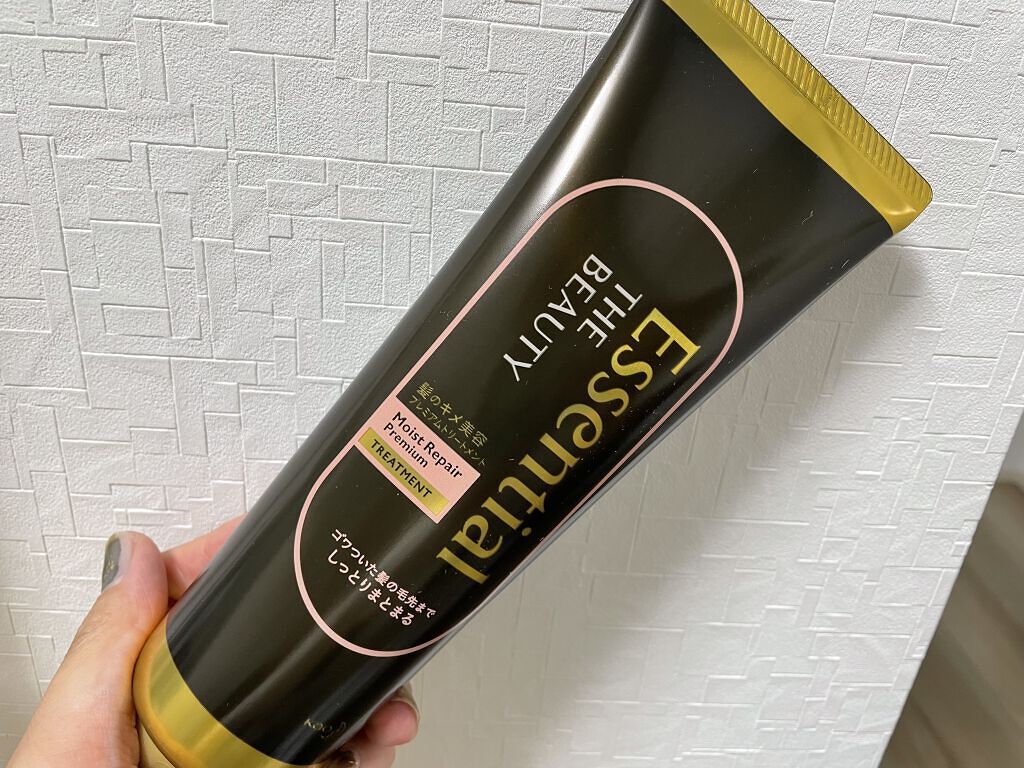 Essential
THE
BEAUTY
髪のキメ美容
プレミアムトリートメント
Moist Repair
Premium
TREATMENT
ゴワついた髪の毛先まで
しっとりまとまる
Kao